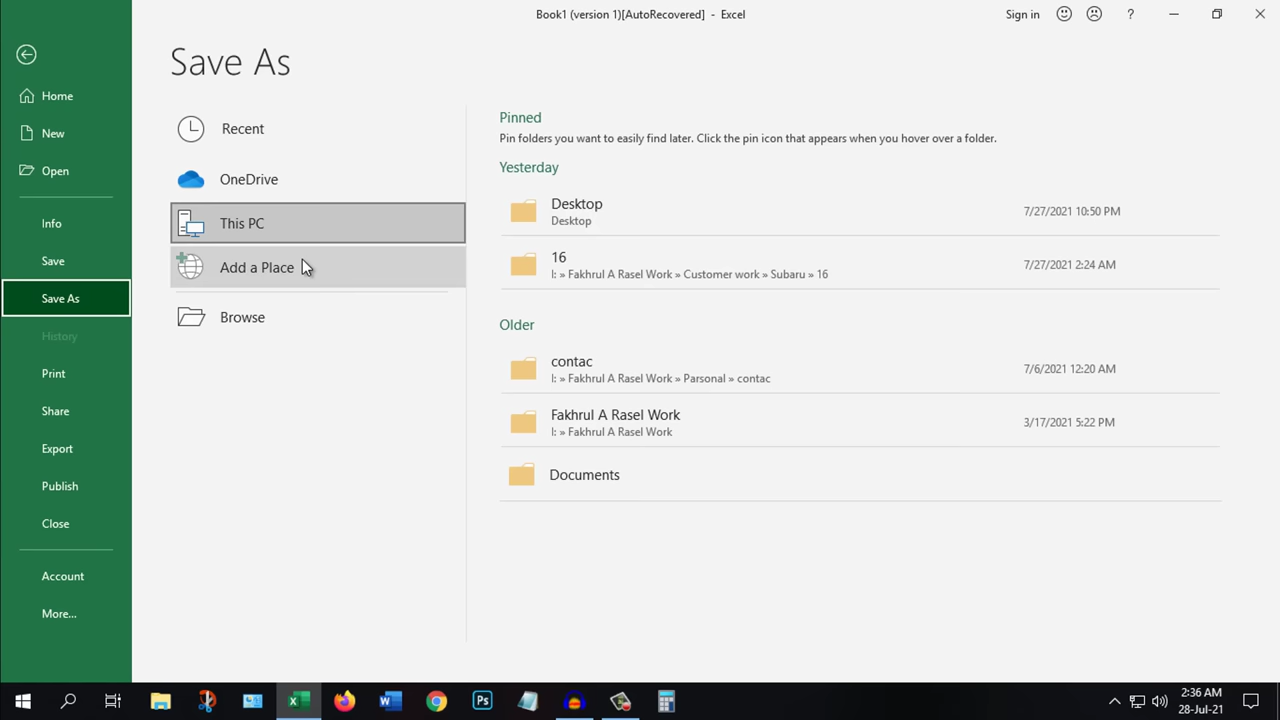 Book1 (version 1)[AutoRecovered] - Excel
Sign in
?
Save As
Home
New
Open
Info
Save
Save As
History
Print
Share
Export
Publish
Close
Account
More...
Recent
OneDrive
This PC
Add a Place
Browse
Pinned
Pin folders you want to easily find later. Click the pin icon that appears when you hover over a folder.
Yesterday
Desktop
Desktop
7/27/2021 10:50 PM
16
I: » Fakhrul A Rasel Work » Customer work » Subaru » 16
7/27/2021 2:24 AM
Older
contac
I: » Fakhrul A Rasel Work » Parsonal » contac
7/6/2021 12:20 AM
Fakhrul A Rasel Work
I: » Fakhrul A Rasel Work
3/17/2021 5:22 PM
Documents
Ps
2:36 AM
28-Jul-21